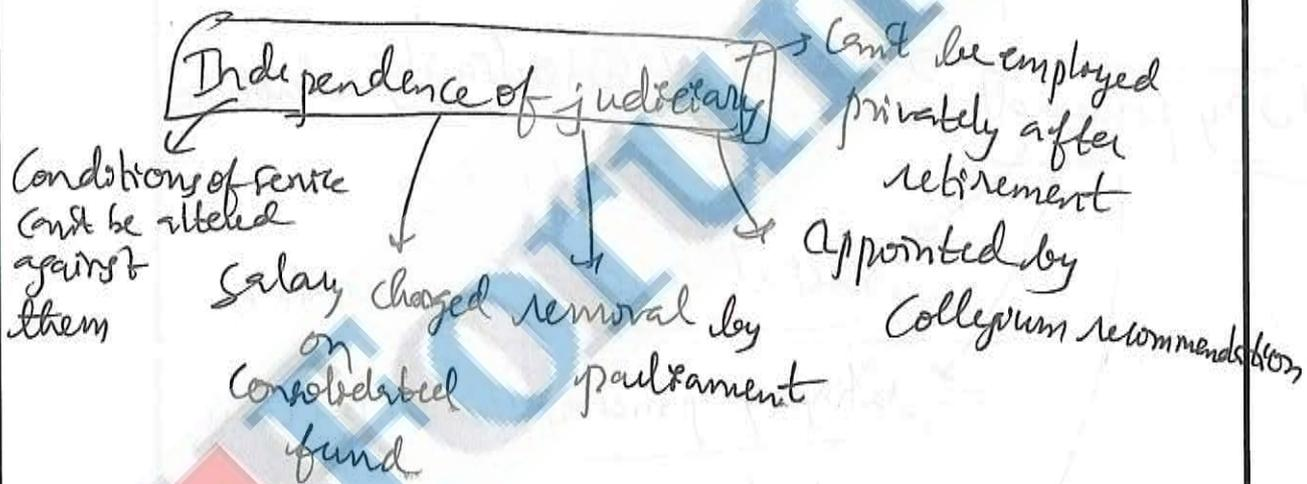 Independence of judiciary
Can't be employed
privately after
retirement
Conditions of service
can't be altered
against
them
Salary charged
on
Consolidated
fund
removal by
parliament
Appointed by
Collegium recommendation
Forum